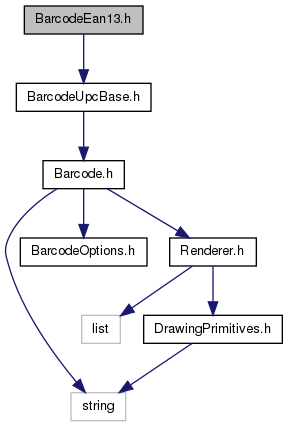 BarcodeEan13.h
BarcodeUpcBase.h
Barcode.h
BarcodeOptions.h
Renderer.h
list
DrawingPrimitives.h
string